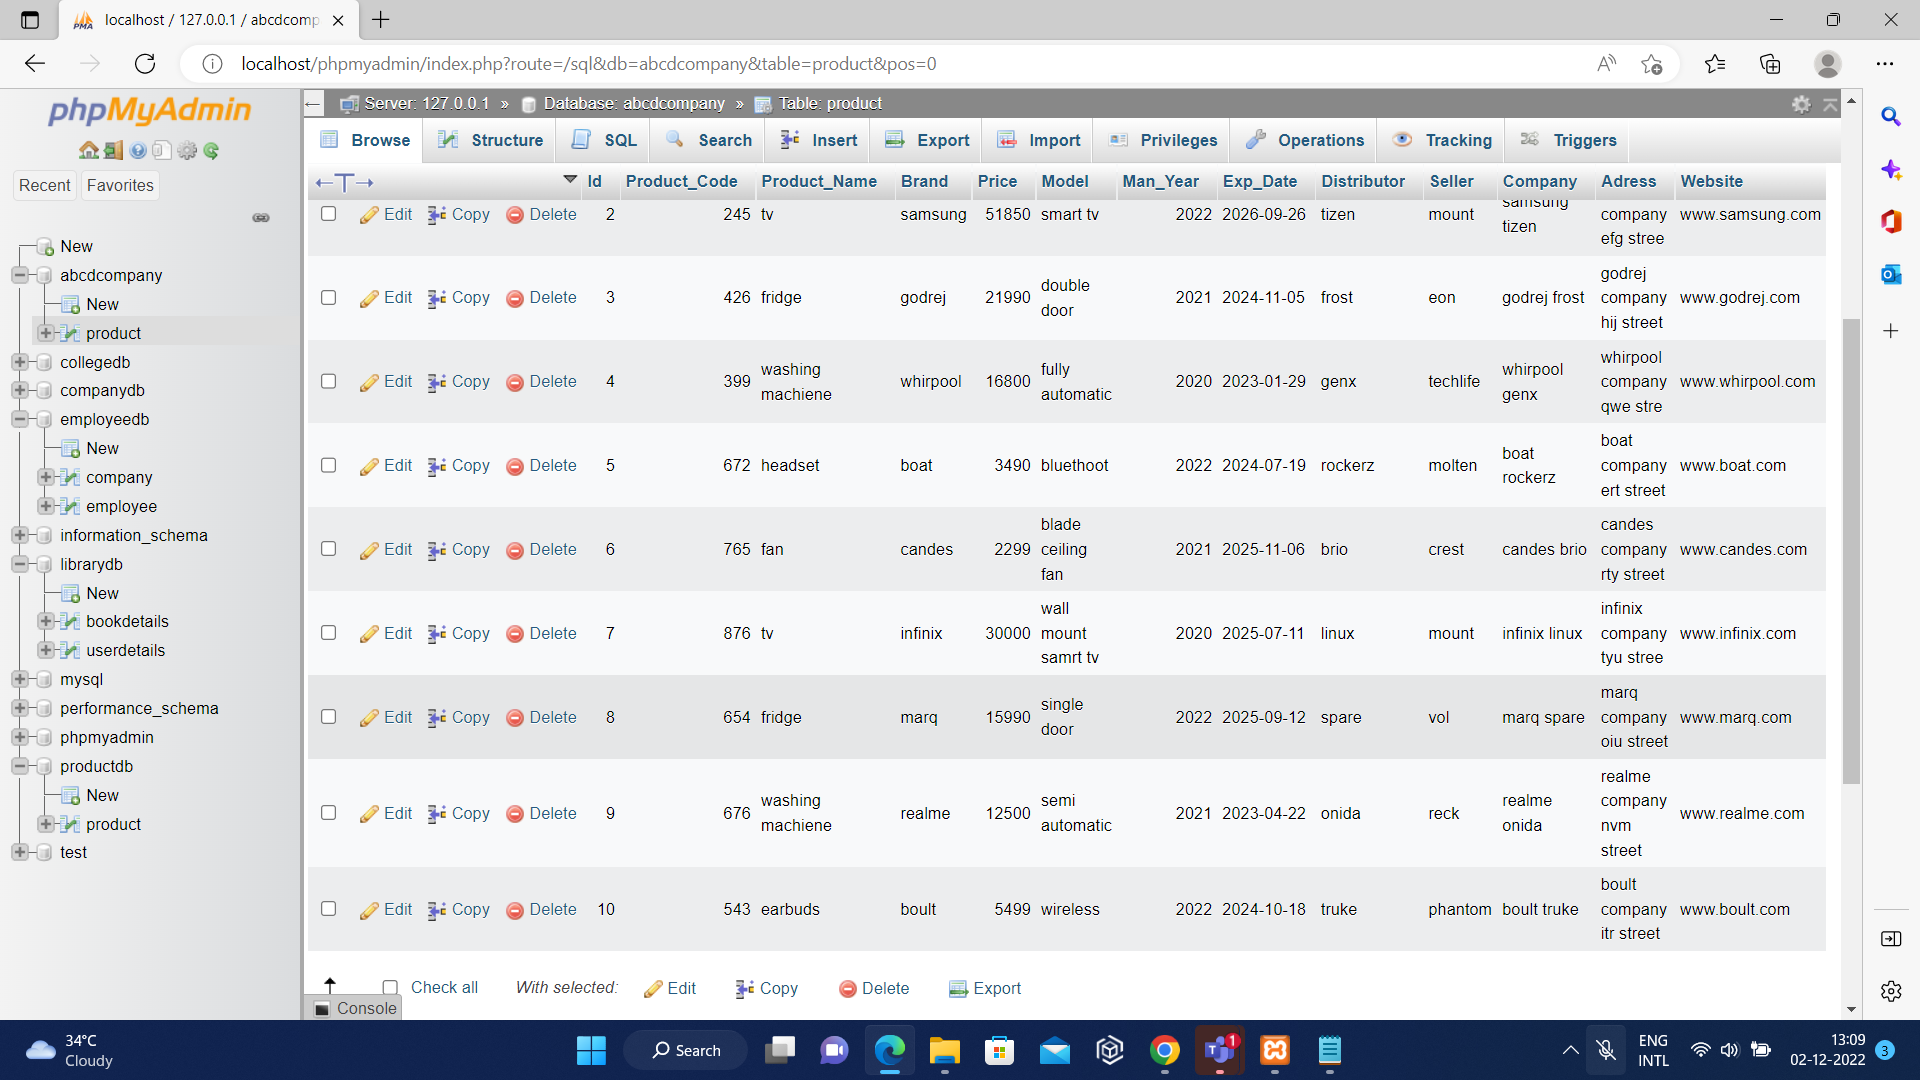 localhost / 127.0.0.1 / abcdcomp
localhost/phpmyadmin/index.php?route=/sql&db=abcdcompany&table=product&pos=0
phpMyAdmin
Recent Favorites
New
abcdcompany
New
product
collegedb
companydb
employeedb
New
company
employee
information_schema
librarydb
New
bookdetails
userdetails
mysql
performance_schema
phpmyadmin
productdb
New
product
test
Server: 127.0.0.1 » Database: abcdcompany » Table: product
Browse Structure SQL Search Insert Export Import Privileges Operations Tracking Triggers
Id Product_Code Product_Name Brand Price Model Man_Year Exp_Date Distributor Seller Company Adress Website
Edit Copy Delete 2 245 tv samsung 51850 smart tv 2022 2026-09-26 tizen mount samsung tizen company efg stree www.samsung.com
Edit Copy Delete 3 426 fridge godrej 21990 double door 2021 2024-11-05 frost eon godrej frost godrej company hij street www.godrej.com
Edit Copy Delete 4 399 washing machiene whirpool 16800 fully automatic 2020 2023-01-29 genx techlife whirpool genx whirpool company qwe stre www.whirpool.com
Edit Copy Delete 5 672 headset boat 3490 bluethoot 2022 2024-07-19 rockerz molten boat rockerz boat company ert street www.boat.com
Edit Copy Delete 6 765 fan candes 2299 blade ceiling fan 2021 2025-11-06 brio crest candes brio candes company rty street www.candes.com
Edit Copy Delete 7 876 tv infinix 30000 wall mount samrt tv 2020 2025-07-11 linux mount infinix linux infinix company tyu stree www.infinix.com
Edit Copy Delete 8 654 fridge marq 15990 single door 2022 2025-09-12 spare vol marq spare marq company oiu street www.marq.com
Edit Copy Delete 9 676 washing machiene realme 12500 semi automatic 2021 2023-04-22 onida reck realme onida realme company nvm street www.realme.com
Edit Copy Delete 10 543 earbuds boult 5499 wireless 2022 2024-10-18 truke phantom boult truke boult company itr street www.boult.com
Check all With selected: Edit Copy Delete Export
Console
34°C
Cloudy
Search
1
ENG
INTL
13:09
02-12-2022
3